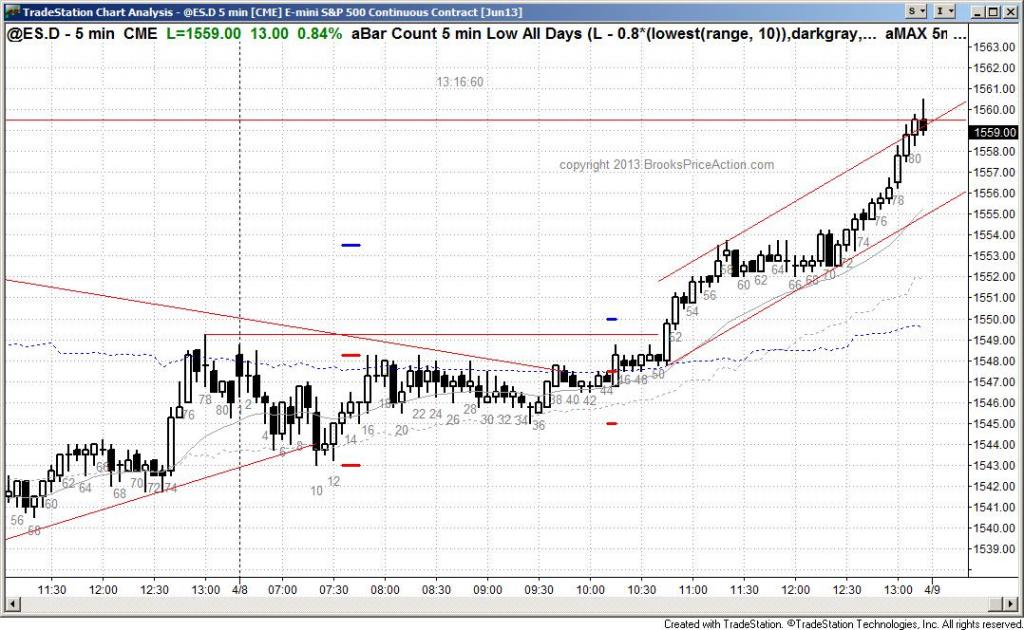 TradeStation Chart Analysis - @ES.D 5 min [CME] E-mini S&P 500 Continuous Contract [Jun13]
S I
@ES.D - 5 min CME L=1559.00 13.00 0.84% aBar Count 5 min Low All Days (L - 0.8*(lowest(range, 10)),darkgray,... aMAX 5m ...
1563.00
1562.00
13:16:60
1561.00
1560.00
1559.00
1558.00
copyright 2013 BrooksPriceAction.com
80
1557.00
1556.00
78
1555.00
76
1554.00
74
1553.00
58 60 62 64 66 68 70 72
1552.00
56
1551.00
54
1550.00
52
1549.00
1548.00
44 46 48 50
1547.00
78 38 40 42
1546.00
76 80 2 18 28
22 24 26 30 32 34 36
1545.00
4 14 16 20
1544.00
6 8
1543.00
66
62 64 68 70 72 74
10 12
1542.00
60
1541.00
56 58
1540.00
1539.00
11:30 12:00 12:30 13:00 4/8 07:00 07:30 08:00 08:30 09:00 09:30 10:00 10:30 11:00 11:30 12:00 12:30 13:00 4/9
Created with TradeStation. ©TradeStation Technologies, Inc. All rights reserved.